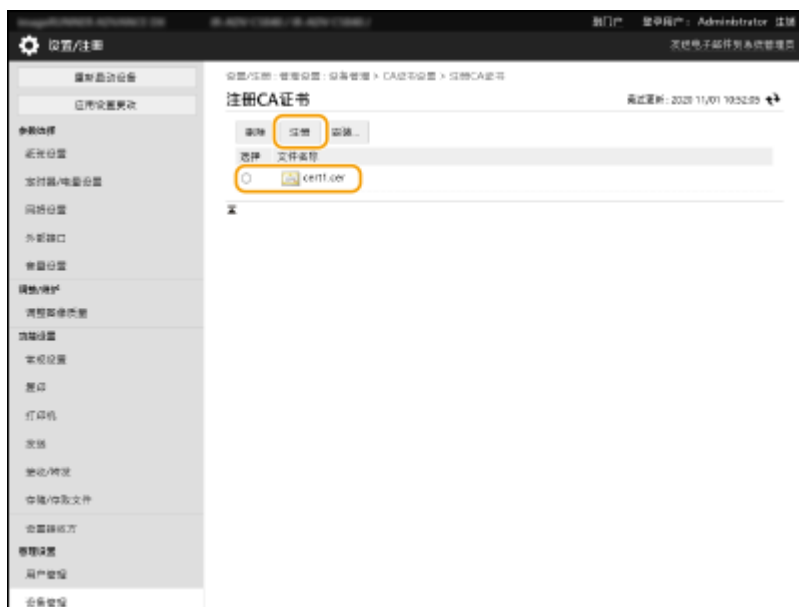 到门户 登录用户： Administrator 注销
设置/注册
发送电子邮件到系统管理员
重新启动设备
应用设置更改
设置/注册 : 管理设置 : 设备管理 > CA证书设置 > 注册CA证书
注册CA证书
最近更新 : 2020 11/01 10:52:05
删除 注册 安装...
选择 文件名称
cert1.cer
参数选择
纸张设置
定时器/电量设置
网络设置
外部接口
音量设置
调整/维护
调整图像质量
功能设置
常规设置
复印
打印机
发送
接收/转发
存储/存取文件
设置接收方
管理设置
用户管理
设备管理